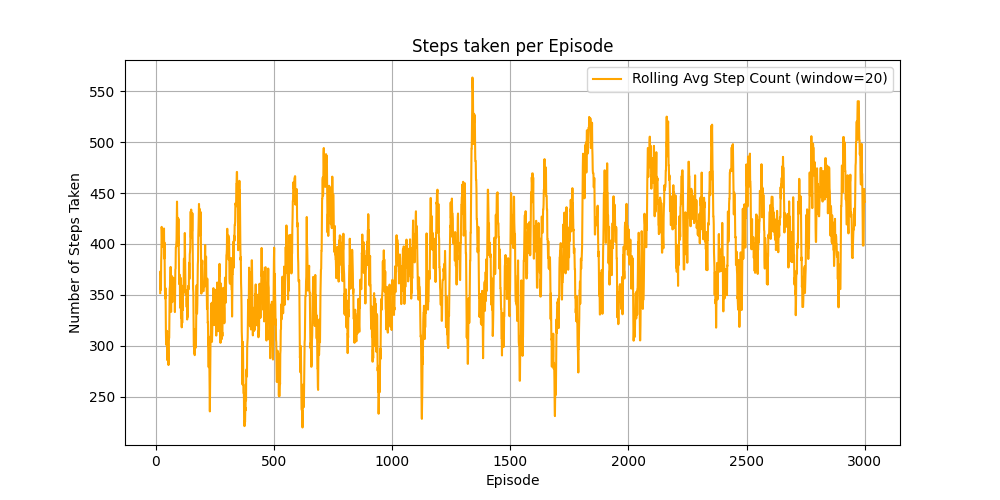 Steps taken per Episode
Rolling Avg Step Count (window=20)
Number of Steps Taken
550
500
450
400
350
300
250
0 500 1000 1500 2000 2500 3000
Episode